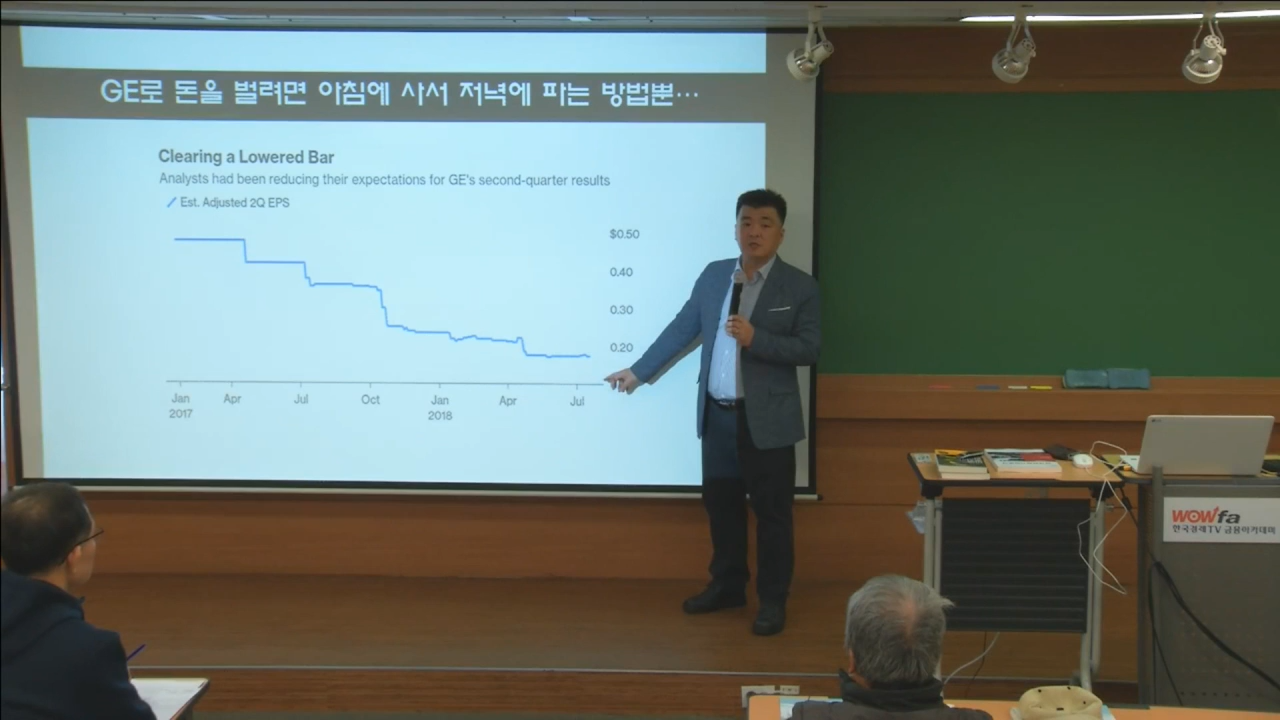 GE로 돈을 벌려면 아침에 사서 저녁에 파는 방법뿐…
Clearing a Lowered Bar
Analysts had been reducing their expectations for GE's second-quarter results
Est. Adjusted 2Q EPS
$0.50
0.40
0.30
0.20
Jan Apr Jul Oct Jan Apr Jul
2017 2018
WOWfa
한국경제TV 금융아카데미